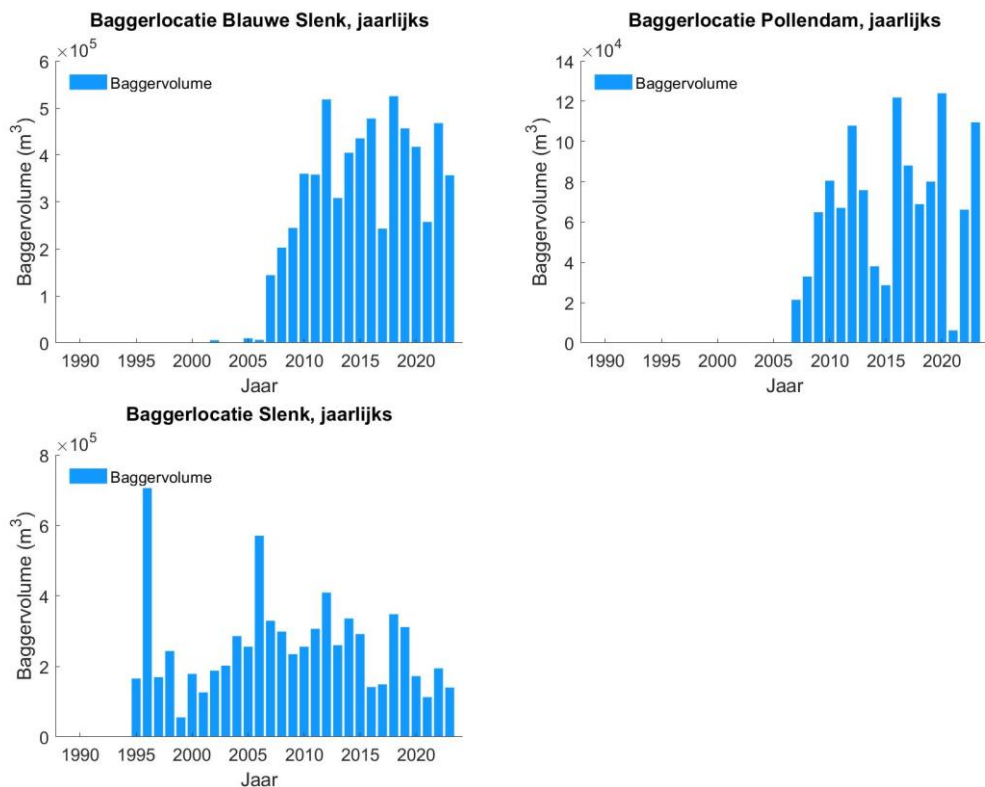 Baggerlocatie Blauwe Slenk, jaarlijks
×10^5
6
5
4
3
2
1
0
Baggervolume (m^3)
Baggervolume
1990 1995 2000 2005 2010 2015 2020
Jaar
Baggerlocatie Pollendam, jaarlijks
×10^4
14
12
10
8
6
4
2
0
Baggervolume (m^3)
Baggervolume
1990 1995 2000 2005 2010 2015 2020
Jaar
Baggerlocatie Slenk, jaarlijks
×10^5
8
6
4
2
0
Baggervolume (m^3)
Baggervolume
1990 1995 2000 2005 2010 2015 2020
Jaar